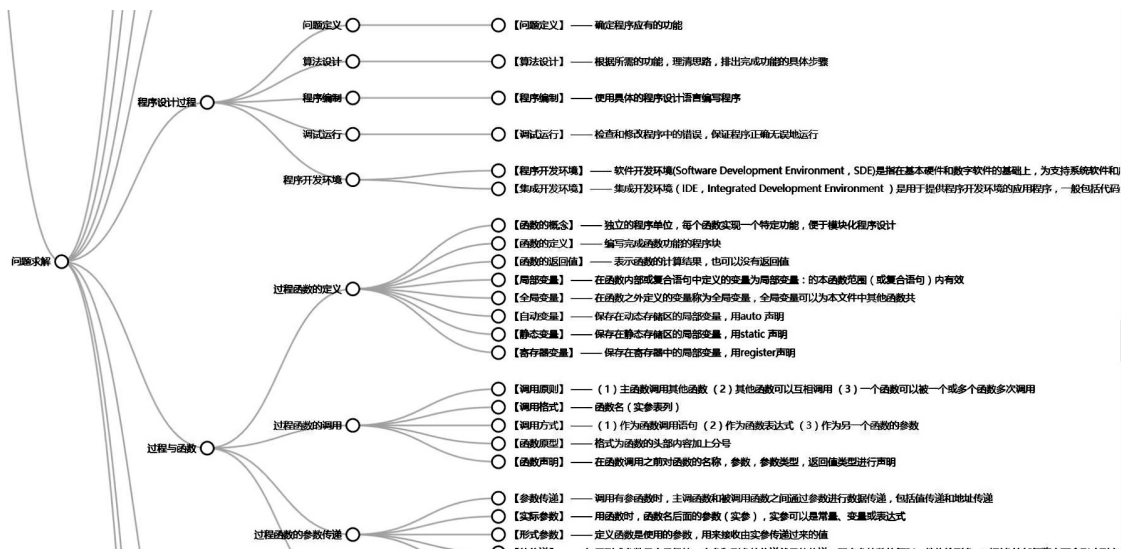 问题定义
【问题定义】 —— 确定程序应有的功能
算法设计
【算法设计】 —— 根据所需的功能，理清思路，排出完成功能的具体步骤
程序设计过程
程序编制
【程序编制】 —— 使用具体的程序设计语言编写程序
调试运行
【调试运行】 —— 检查和修改程序中的错误，保证程序正确无误地运行
程序开发环境
【程序开发环境】 —— 软件开发环境(Software Development Environment，SDE)是指在基本硬件和数字软件的基础上，为支持系统软件和
【集成开发环境】 —— 集成开发环境（IDE，Integrated Development Environment ）是用于提供程序开发环境的应用程序，一般包括代码
问题求解
过程函数的定义
【函数的概念】 —— 独立的程序单位，每个函数实现一个特定功能，便于模块化程序设计
【函数的定义】 —— 编写完成函数功能的程序块
【函数的返回值】 —— 表示函数的计算结果，也可以没有返回值
【局部变量】 —— 在函数内部或复合语句中定义的变量为局部变量：的本函数范围（或复合语句）内有效
【全局变量】 —— 在函数之外定义的变量称为全局变量，全局变量可以为本文件中其他函数共
【自动变量】 —— 保存在动态存储区的局部变量，用auto 声明
【静态变量】 —— 保存在静态存储区的局部变量，用static 声明
【寄存器变量】 —— 保存在寄存器中的局部变量，用register声明
过程与函数
过程函数的调用
【调用原则】 —— （1）主函数调用其他函数 （2）其他函数可以互相调用 （3）一个函数可以被一个或多个函数多次调用
【调用格式】 —— 函数名（实参表列）
【调用方式】 —— （1）作为函数调用语句 （2）作为函数表达式 （3）作为另一个函数的参数
【函数原型】 —— 格式为函数的头部内容加上分号
【函数声明】 —— 在函数调用之前对函数的名称，参数，参数类型，返回值类型进行声明
过程函数的参数传递
【参数传递】 —— 调用有参函数时，主调函数和被调用函数之间通过参数进行数据传递，包括值传递和地址传递
【实际参数】 —— 用函数时，函数名后面的参数（实参），实参可以是常量、变量或表达式
【形式参数】 —— 定义函数是使用的参数，用来接收由实参传递过来的值